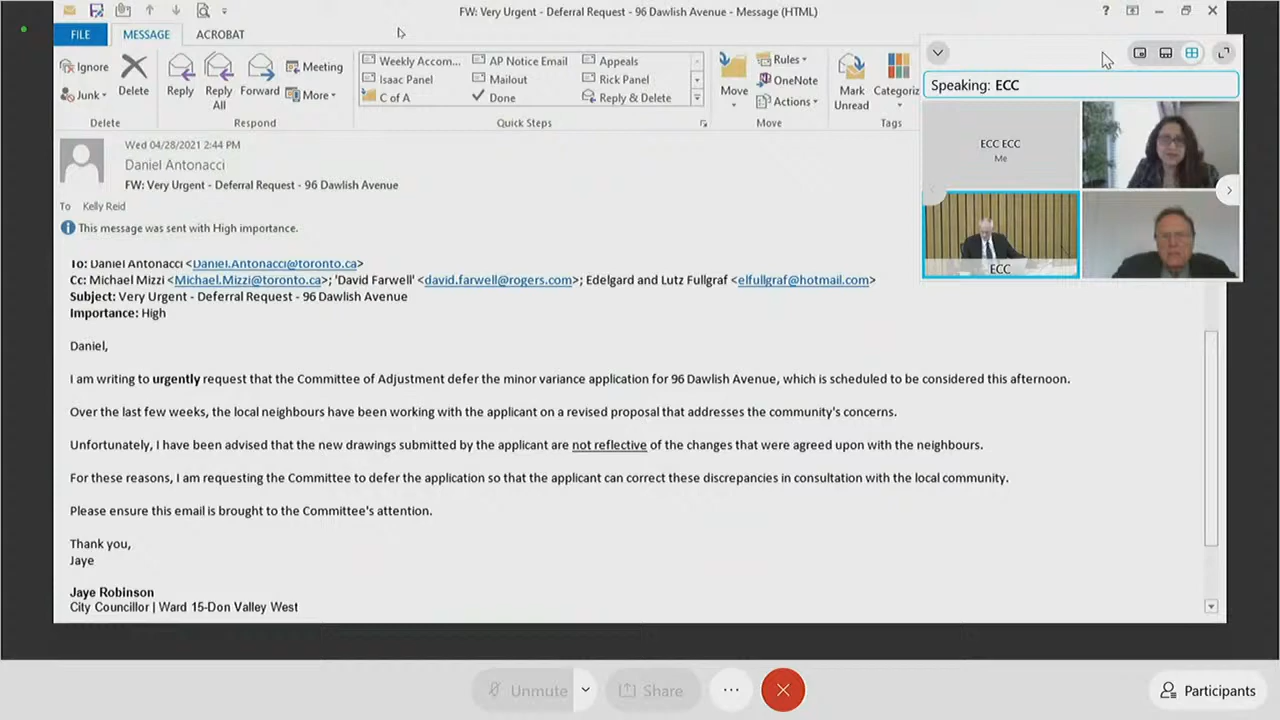 FW: Very Urgent - Deferral Request - 96 Dawlish Avenue - Message (HTML)
?
FILE
MESSAGE
ACROBAT
Ignore
Junk
Delete
Reply
Reply All
Forward
Meeting
More
Weekly Accom...
AP Notice Email
Appeals
Isaac Panel
Mailout
Rick Panel
C of A
Done
Reply & Delete
Move
Rules
OneNote
Actions
Mark Unread
Categoriz
Delete
Respond
Quick Steps
Move
Tags
Speaking: ECC
ECC ECC
Me
ECC
Wed 04/28/2021 2:44 PM
Daniel Antonacci
FW: Very Urgent - Deferral Request - 96 Dawlish Avenue
To Kelly Reid
This message was sent with High importance.
To: Daniel Antonacci <Daniel.Antonacci@toronto.ca>
Cc: Michael Mizzi <Michael.Mizzi@toronto.ca>; 'David Farwell' <david.farwell@rogers.com>; Edelgard and Lutz Fullgraf <elfullgraf@hotmail.com>
Subject: Very Urgent - Deferral Request - 96 Dawlish Avenue
Importance: High
Daniel,
I am writing to urgently request that the Committee of Adjustment defer the minor variance application for 96 Dawlish Avenue, which is scheduled to be considered this afternoon.
Over the last few weeks, the local neighbours have been working with the applicant on a revised proposal that addresses the community's concerns.
Unfortunately, I have been advised that the new drawings submitted by the applicant are not reflective of the changes that were agreed upon with the neighbours.
For these reasons, I am requesting the Committee to defer the application so that the applicant can correct these discrepancies in consultation with the local community.
Please ensure this email is brought to the Committee's attention.
Thank you,
Jaye
Jaye Robinson
City Councillor | Ward 15-Don Valley West
Unmute
Share
...
Participants